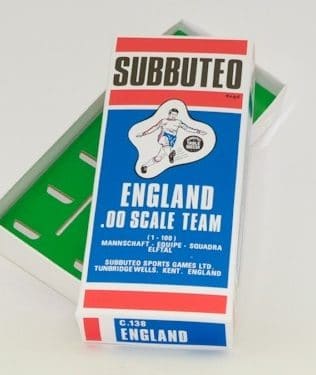 SUBBUTEO
ENGLAND
.00 SCALE TEAM
(1 - 100)
MANNSCHAFT - EQUIPE - SQUADRA
ELFTAL
SUBBUTEO SPORTS GAMES LTD.
TUNBRIDGE WELLS, KENT, ENGLAND
C.138
ENGLAND